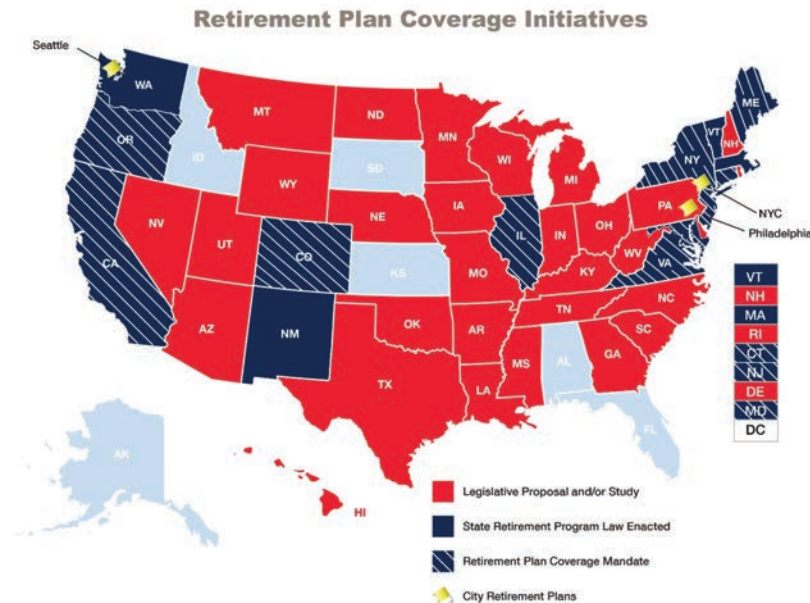 Retirement Plan Coverage Initiatives
Seattle
WA
OR
ID
MT
ND
MN
SD
WY
WI
MI
NE
IA
NV
UT
CO
CA
KS
MO
IL
IN
OH
PA
NY
VT
NH
ME
NYC
Philadelphia
WV
VA
KY
AZ
NM
OK
AR
TN
NC
SC
MS
AL
GA
LA
TX
FL
AK
HI
VT
NH
MA
RI
CT
NJ
DE
MD
DC
Legislative Proposal and/or Study
State Retirement Program Law Enacted
Retirement Plan Coverage Mandate
City Retirement Plans